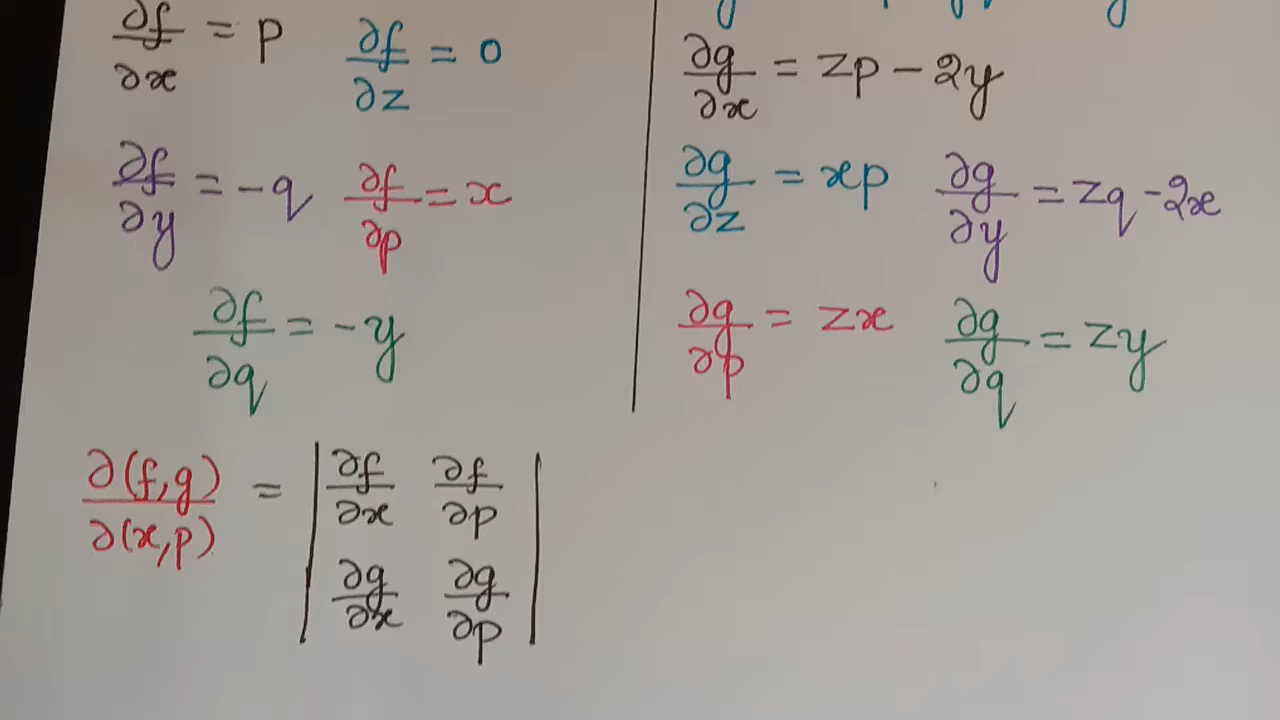 ∂f/∂x = p    ∂f/∂z = 0
∂f/∂y = -q    ∂f/∂p = x
∂f/∂q = -y
∂g/∂x = zp - 2y
∂g/∂z = xp    ∂g/∂y = zq - 2x
∂g/∂p = zx    ∂g/∂q = zy
∂(f,g)/∂(x,p) = | ∂f/∂x  ∂f/∂p |
| ∂g/∂x  ∂g/∂p |